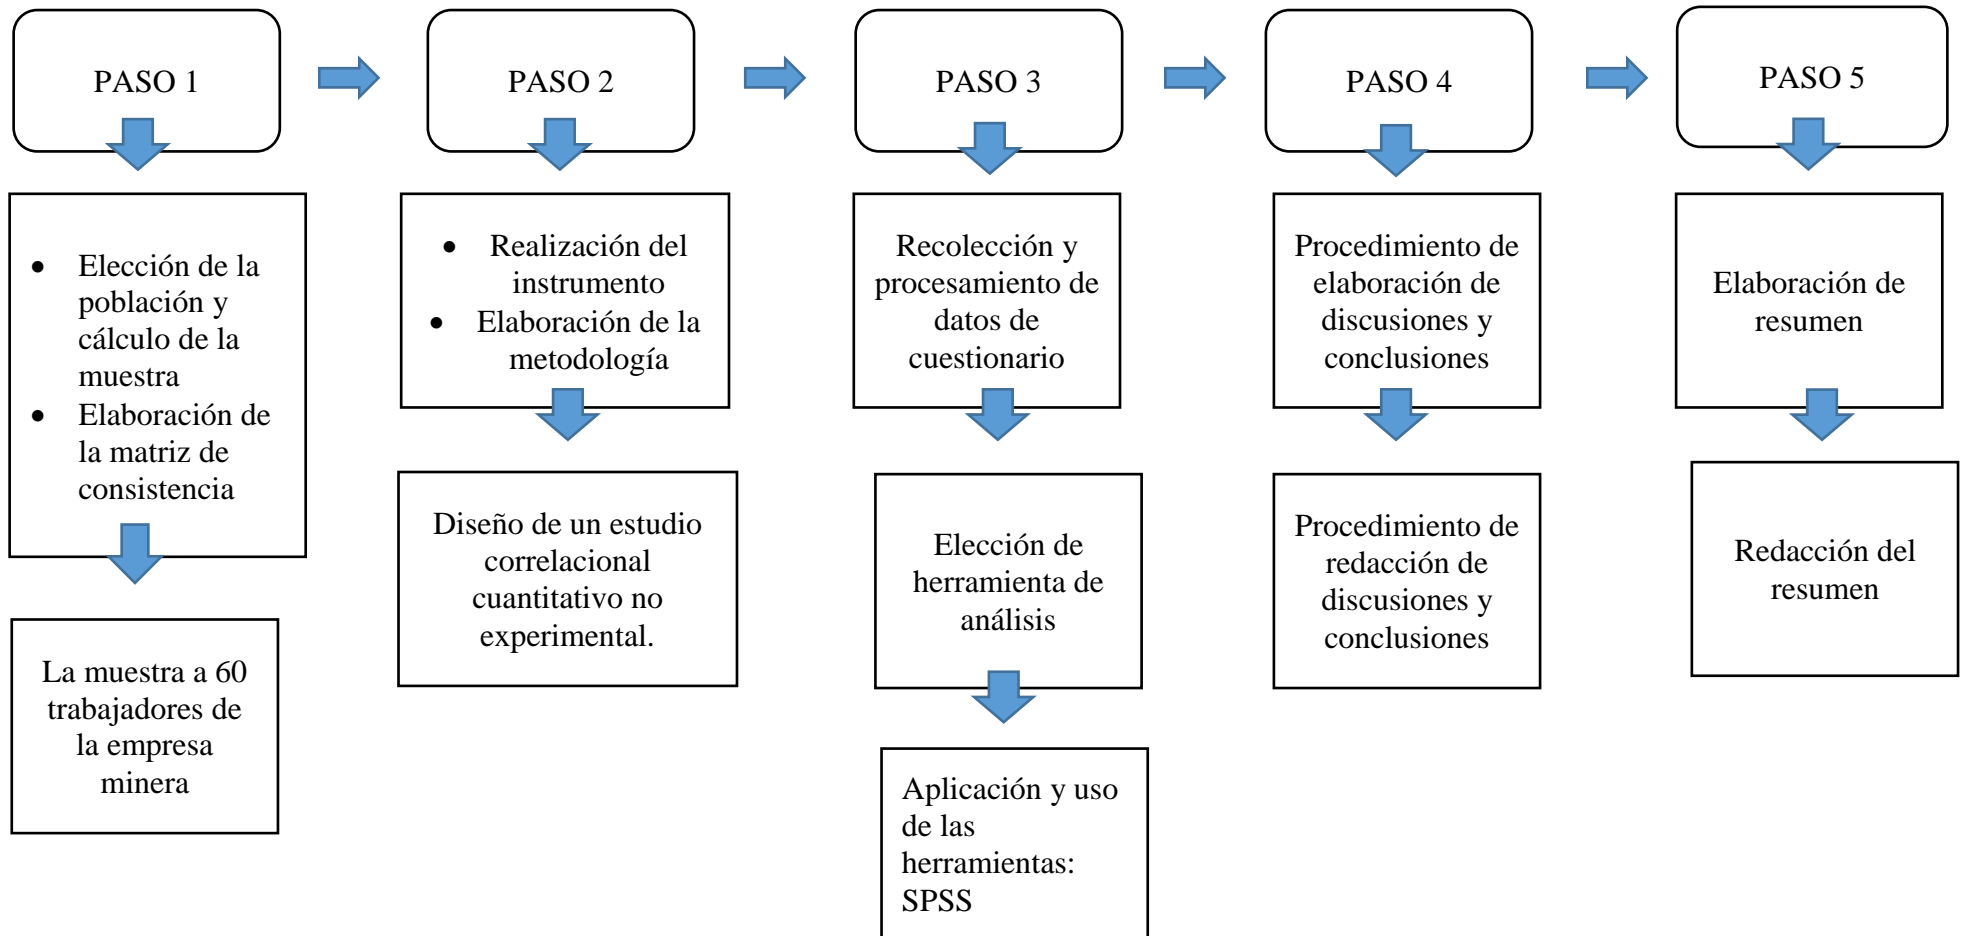 PASO 1
PASO 2
PASO 3
PASO 4
PASO 5
• Elección de la
población y
cálculo de la
muestra
• Elaboración de
la matriz de
consistencia
La muestra a 60
trabajadores de
la empresa
minera
• Realización del
instrumento
• Elaboración de la
metodología
Diseño de un estudio
correlacional
cuantitativo no
experimental.
Recolección y
procesamiento de
datos de
cuestionario
Elección de
herramienta de
análisis
Aplicación y uso
de las
herramientas:
SPSS
Procedimiento de
elaboración de
discusiones y
conclusiones
Procedimiento de
redacción de
discusiones y
conclusiones
Elaboración de
resumen
Redacción del
resumen